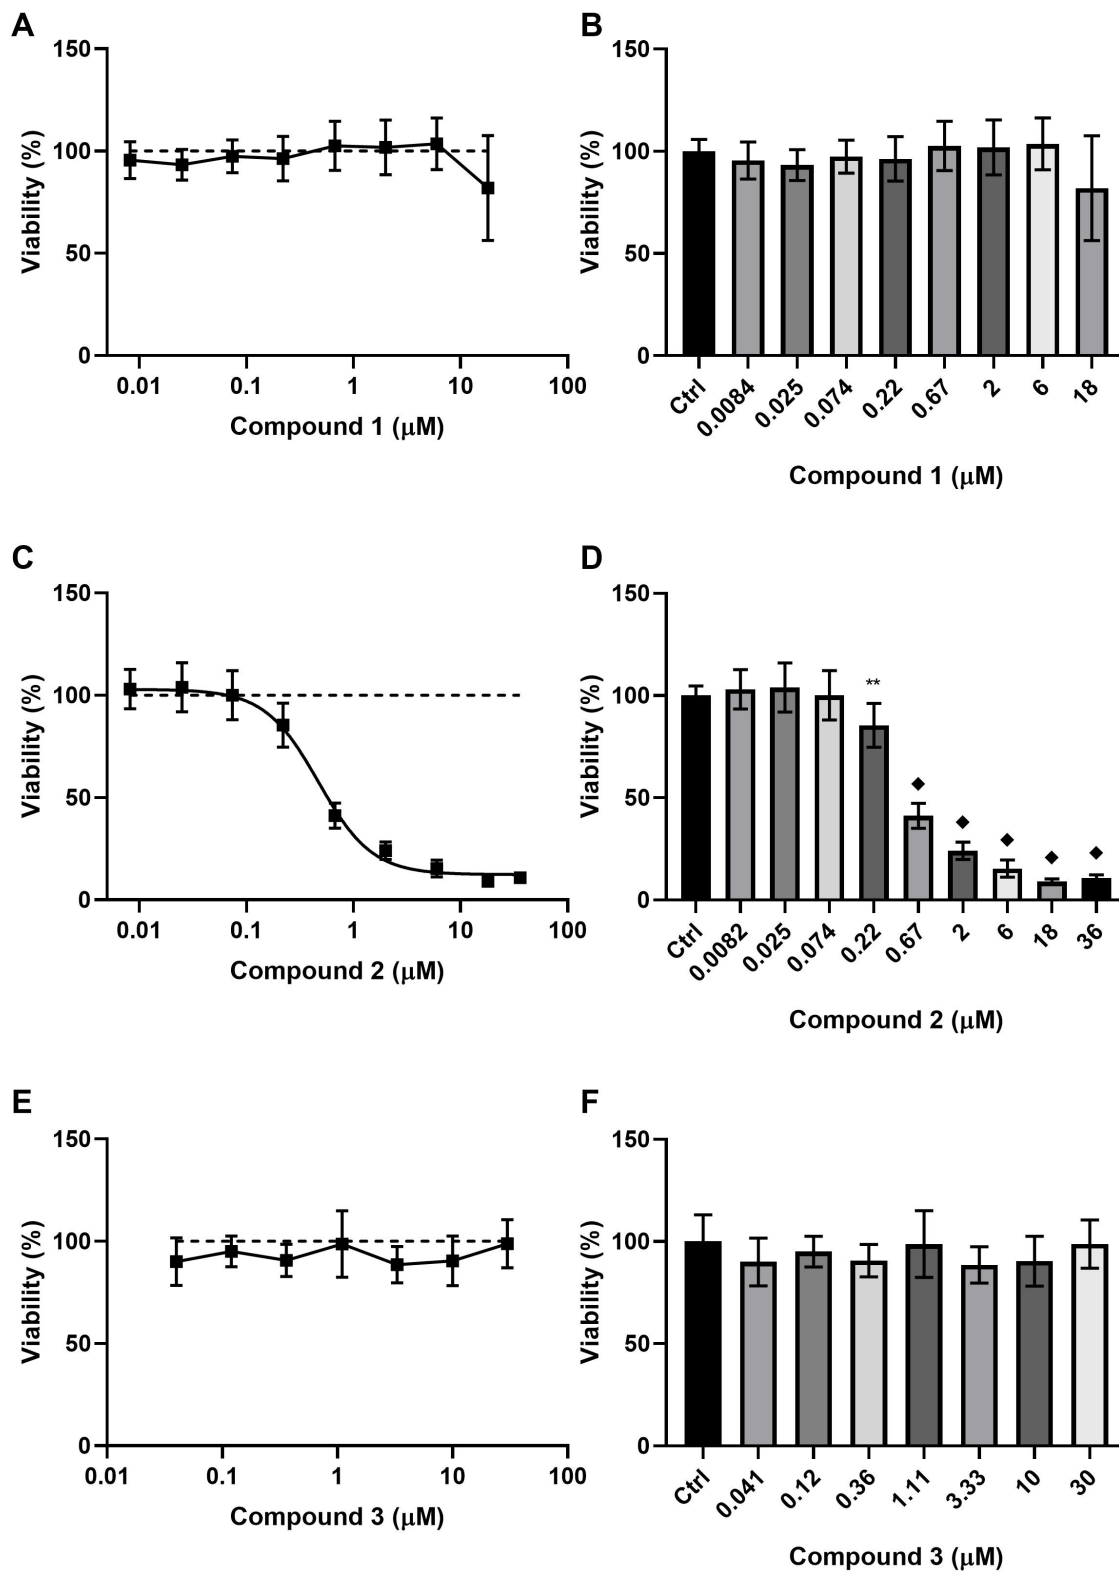 A
B
150
100
50
0
Viability (%)
0.01 0.1 1 10 100
Compound 1 (μM)
150
100
50
0
Viability (%)
Ctrl 0.0084 0.025 0.074 0.22 0.67 2 6 18
Compound 1 (μM)
C
D
150
100
50
0
Viability (%)
0.01 0.1 1 10 100
Compound 2 (μM)
150
100
50
0
Viability (%)
**
Ctrl 0.0082 0.025 0.074 0.22 0.67 2 6 18 36
Compound 2 (μM)
E
F
150
100
50
0
Viability (%)
0.01 0.1 1 10 100
Compound 3 (μM)
150
100
50
0
Viability (%)
Ctrl 0.041 0.12 0.36 1.11 3.33 10 30
Compound 3 (μM)